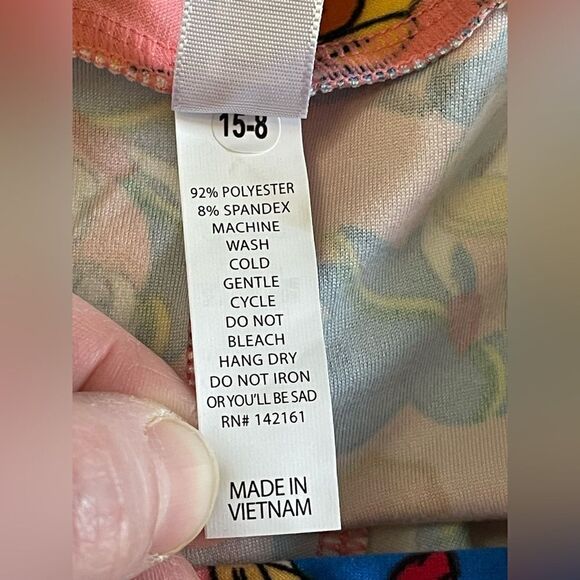 15-8
92% POLYESTER
8% SPANDEX
MACHINE
WASH
COLD
GENTLE
CYCLE
DO NOT
BLEACH
HANG DRY
DO NOT IRON
OR YOU'LL BE SAD
RN# 142161
MADE IN
VIETNAM